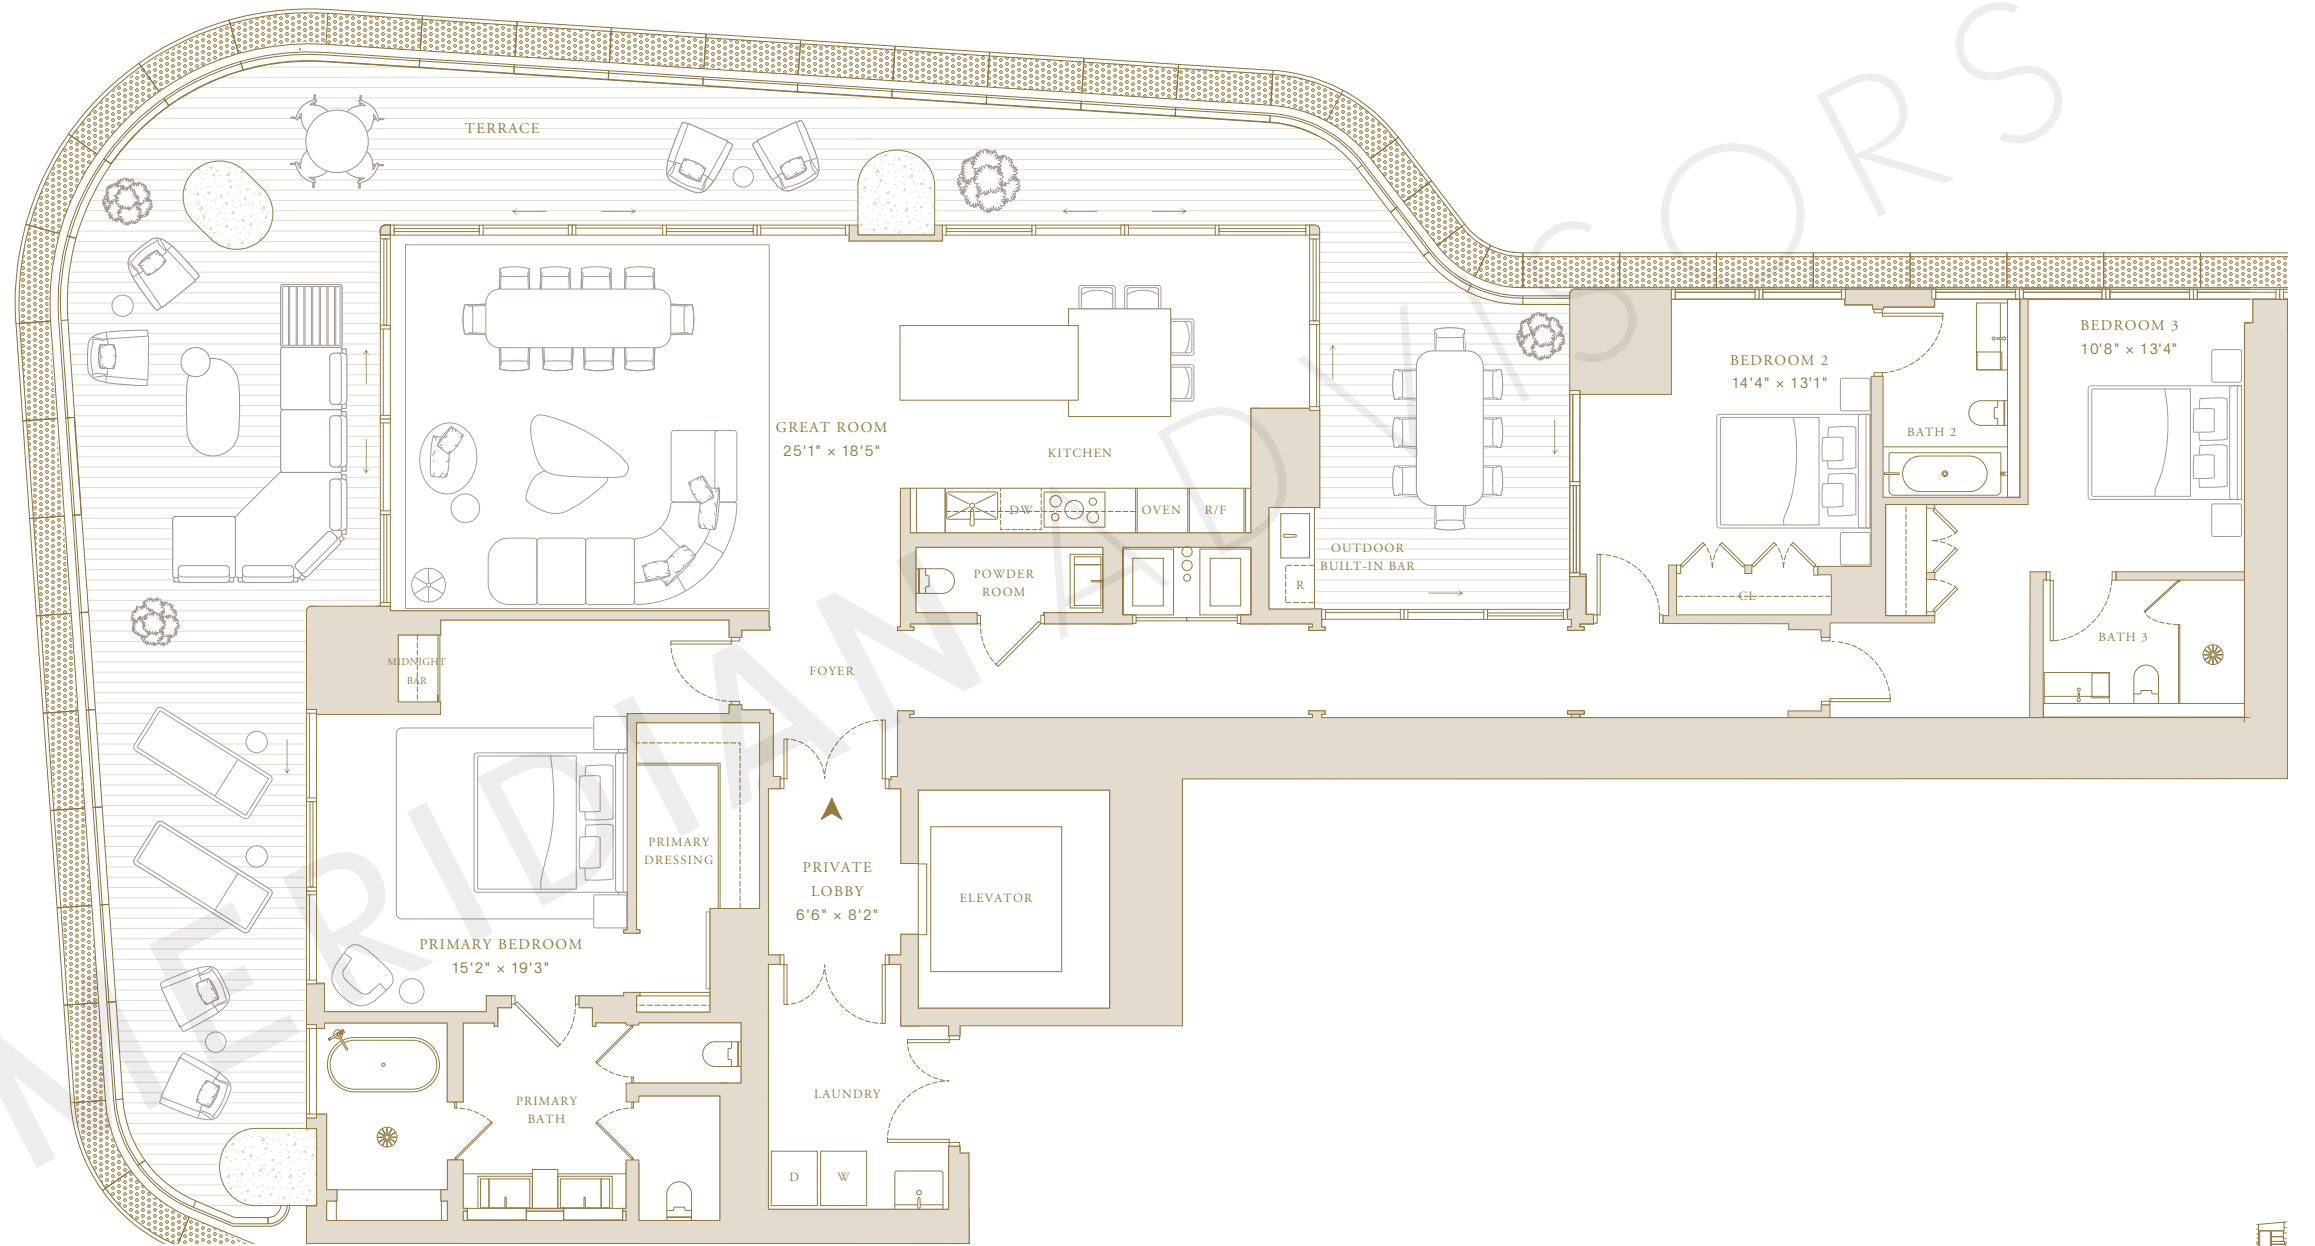 TERRACE
BEDROOM 3
10'8" × 13'4"
BEDROOM 2
14'4" × 13'1"
GREAT ROOM
25'1" × 18'5"
KITCHEN
BATH 2
DW
OVEN
R/F
OUTDOOR
BUILT-IN BAR
R
POWDER
ROOM
CL
BATH 3
MIDNIGHT
BAR
FOYER
PRIMARY
DRESSING
PRIVATE
LOBBY
6'6" × 8'2"
ELEVATOR
PRIMARY BEDROOM
15'2" × 19'3"
PRIMARY
BATH
LAUNDRY
D
W
MERIDIAN ADVISORS